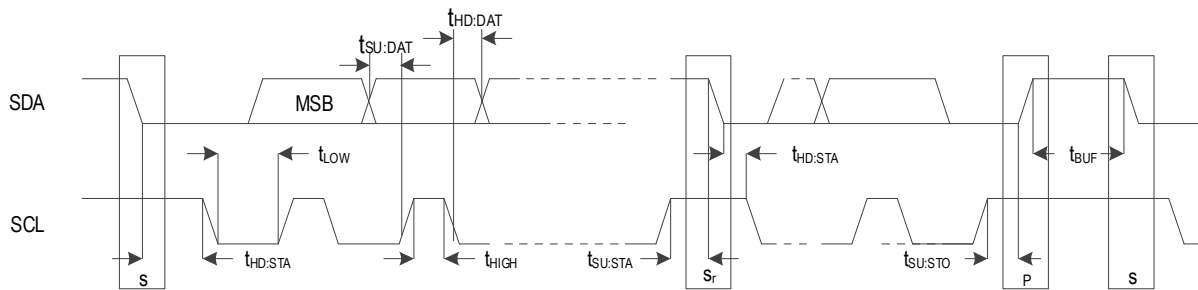 tHD:DAT
tSU:DAT
SDA
MSB
tLOW
tHD:STA
tBUF
SCL
tHD:STA
tHIGH
tSU:STA
tSU:STO
S
Sr
P
S